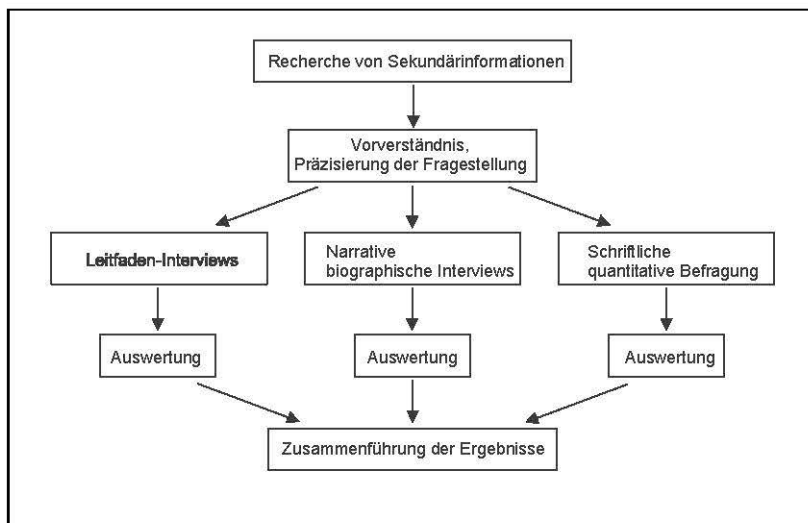 Recherche von Sekundärinformationen
Vorverständnis,
Präzisierung der Fragestellung
Leitfaden-Interviews
Narrative
biographische Interviews
Schriftliche
quantitative Befragung
Auswertung
Auswertung
Auswertung
Zusammenführung der Ergebnisse